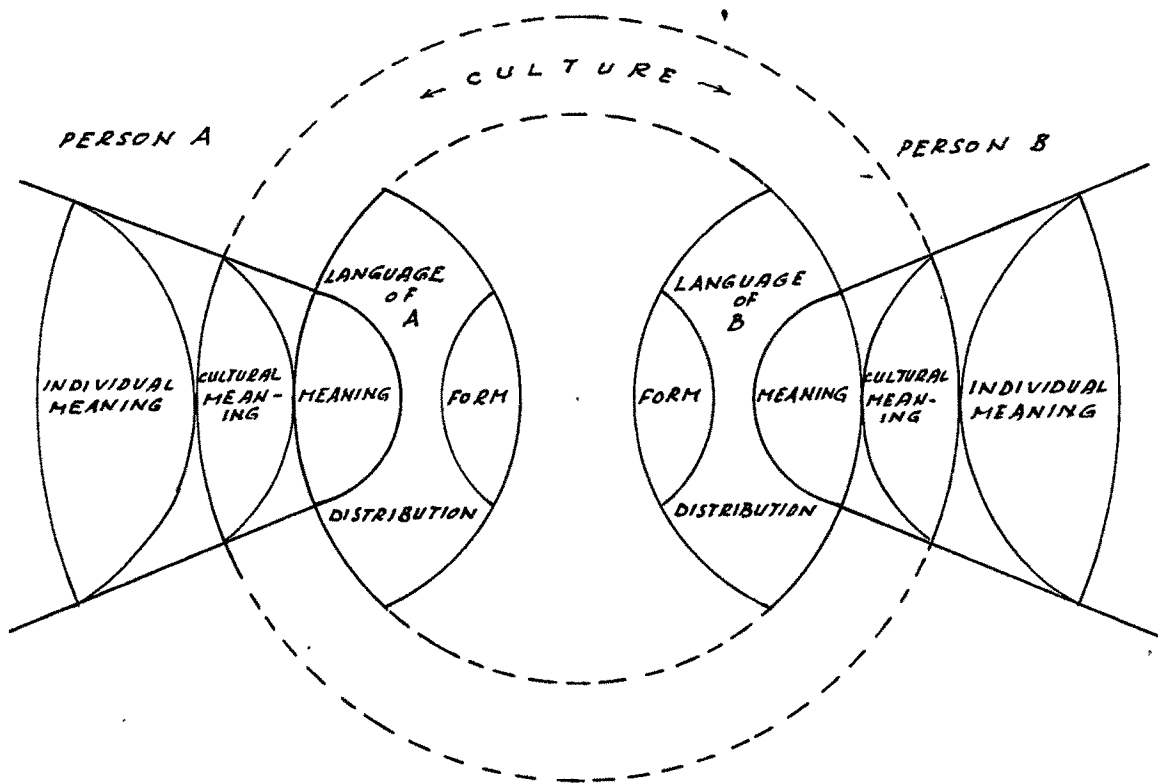 ← CULTURE →
PERSON A
PERSON B
LANGUAGE
OF
A
LANGUAGE
OF
B
INDIVIDUAL
MEANING
CULTURAL
MEAN-
ING
MEANING
FORM
FORM
MEANING
CULTURAL
MEAN-
ING
INDIVIDUAL
MEANING
DISTRIBUTION
DISTRIBUTION